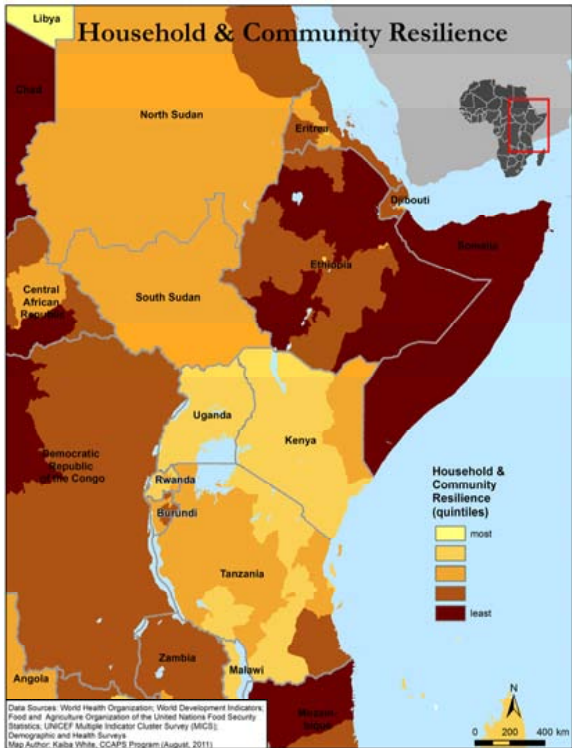 Household & Community Resilience
Libya
Chad
North Sudan
Eritrea
Djibouti
Somalia
Ethiopia
Central
African
Republic
South Sudan
Uganda
Kenya
Democratic
Republic
of the Congo
Rwanda
Burundi
Tanzania
Household &
Community
Resilience
(quintiles)
most
least
Zambia
Malawi
Angola
Mozam-
bique
N
0 200 400
km
Data Sources: World Health Organization; World Development Indicators;
Food and Agriculture Organization of the United Nations Food Security
Statistics; UNICEF Multiple Indicator Cluster Survey (MICS);
Demographic and Health Surveys
Map Author: Kaiba White, CCAPS Program (August, 2011)